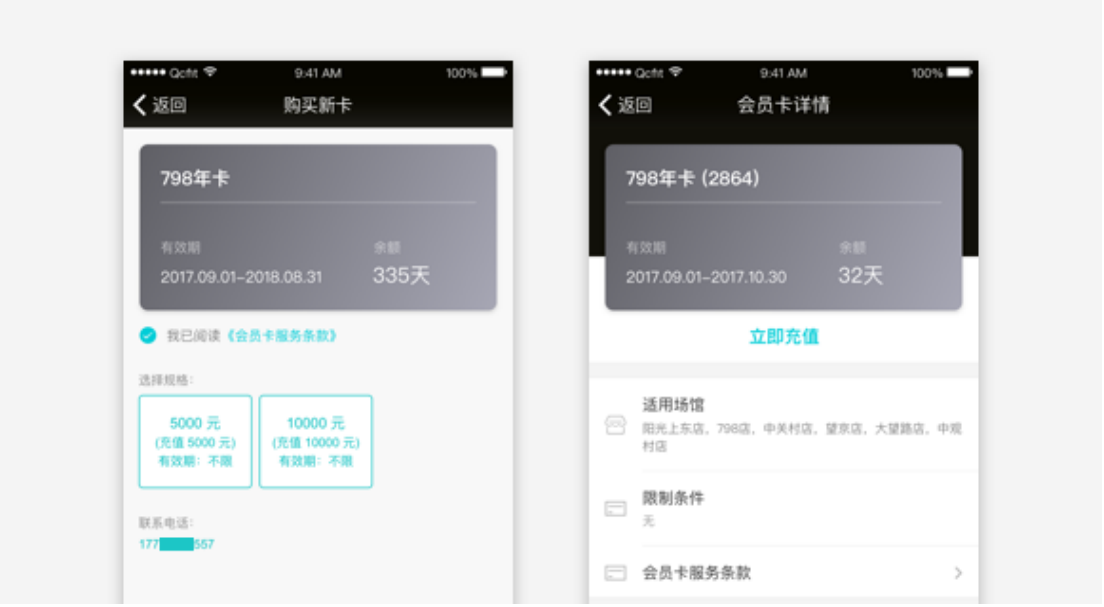 Qcfit 9:41 AM 100%
返回 购买新卡
798年卡
有效期 余额
2017.09.01-2018.08.31 335天
我已阅读《会员卡服务条款》
选择规格：
5000 元 10000 元
(充值 5000 元) (充值 10000 元)
有效期：不限 有效期：不限
联系电话：
177 557
Qcfit 9:41 AM 100%
返回 会员卡详情
798年卡 (2864)
有效期 余额
2017.09.01-2017.10.30 32天
立即充值
适用场馆
阳光上东店，798店，中关村店，望京店，大望路店，中观
村店
限制条件
无
会员卡服务条款